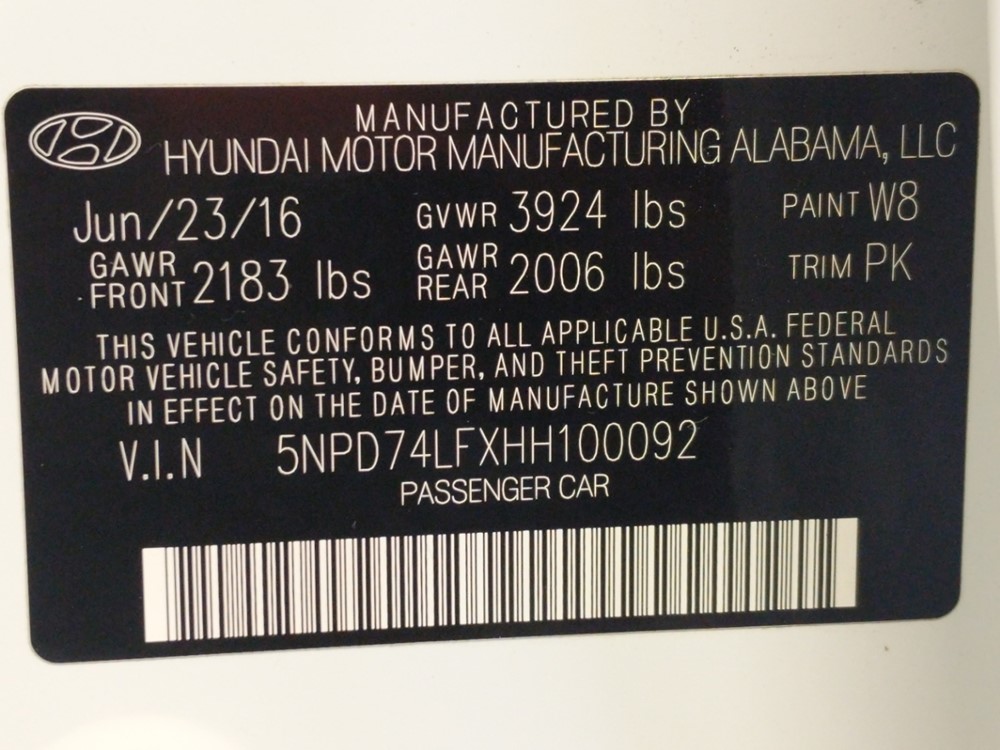 MANUFACTURED BY
HYUNDAI MOTOR MANUFACTURING ALABAMA, LLC
Jun/23/16 GVWR 3924 lbs PAINT W8
GAWR FRONT 2183 lbs GAWR REAR 2006 lbs TRIM PK
THIS VEHICLE CONFORMS TO ALL APPLICABLE U.S.A. FEDERAL
MOTOR VEHICLE SAFETY, BUMPER, AND THEFT PREVENTION STANDARDS
IN EFFECT ON THE DATE OF MANUFACTURE SHOWN ABOVE
V.I.N 5NPD74LFXHH100092
PASSENGER CAR